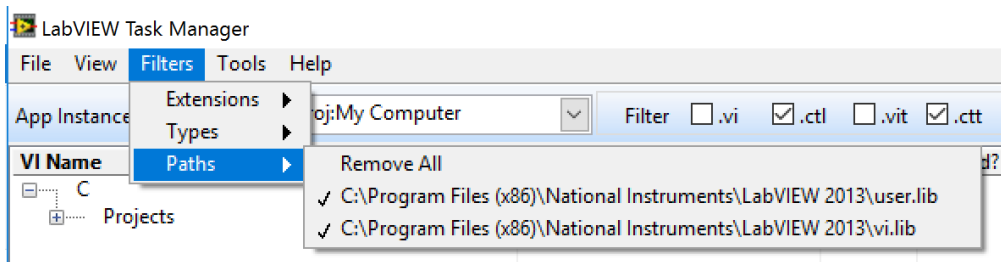 LabVIEW Task Manager
File View Filters Tools Help
App Instance oj:My Computer Filter .vi .ctl .vit .ctt
Extensions
Types
Paths
VI Name d?
Remove All
C:\Program Files (x86)\National Instruments\LabVIEW 2013\user.lib
C:\Program Files (x86)\National Instruments\LabVIEW 2013\vi.lib
C
Projects